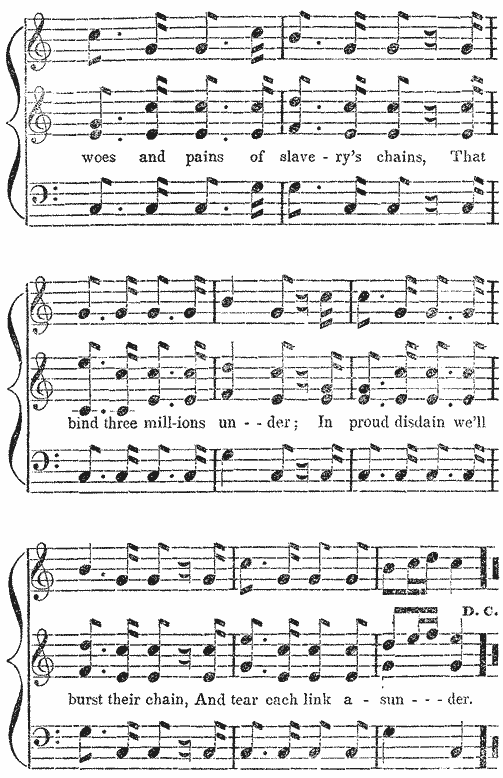 woes and pains of slave - ry's chains, That
bind three mill-ions un - - der; In proud disdain we'll
D. C.
burst their chain, And tear each link a - sun - - - der.